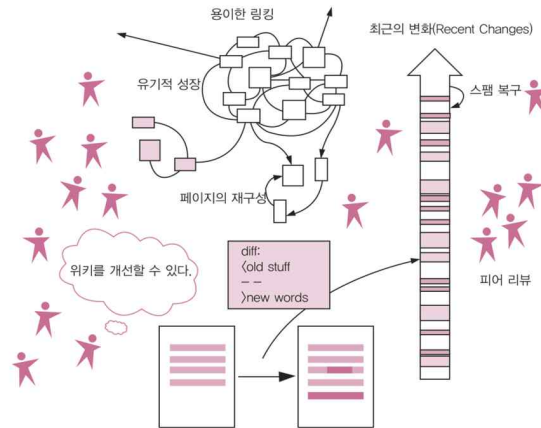 용이한 링킹
최근의 변화(Recent Changes)
유기적 성장
스팸 복구
페이지의 재구성
diff:
〈old stuff
– –
〉new words
위키를 개선할 수 있다.
피어 리뷰